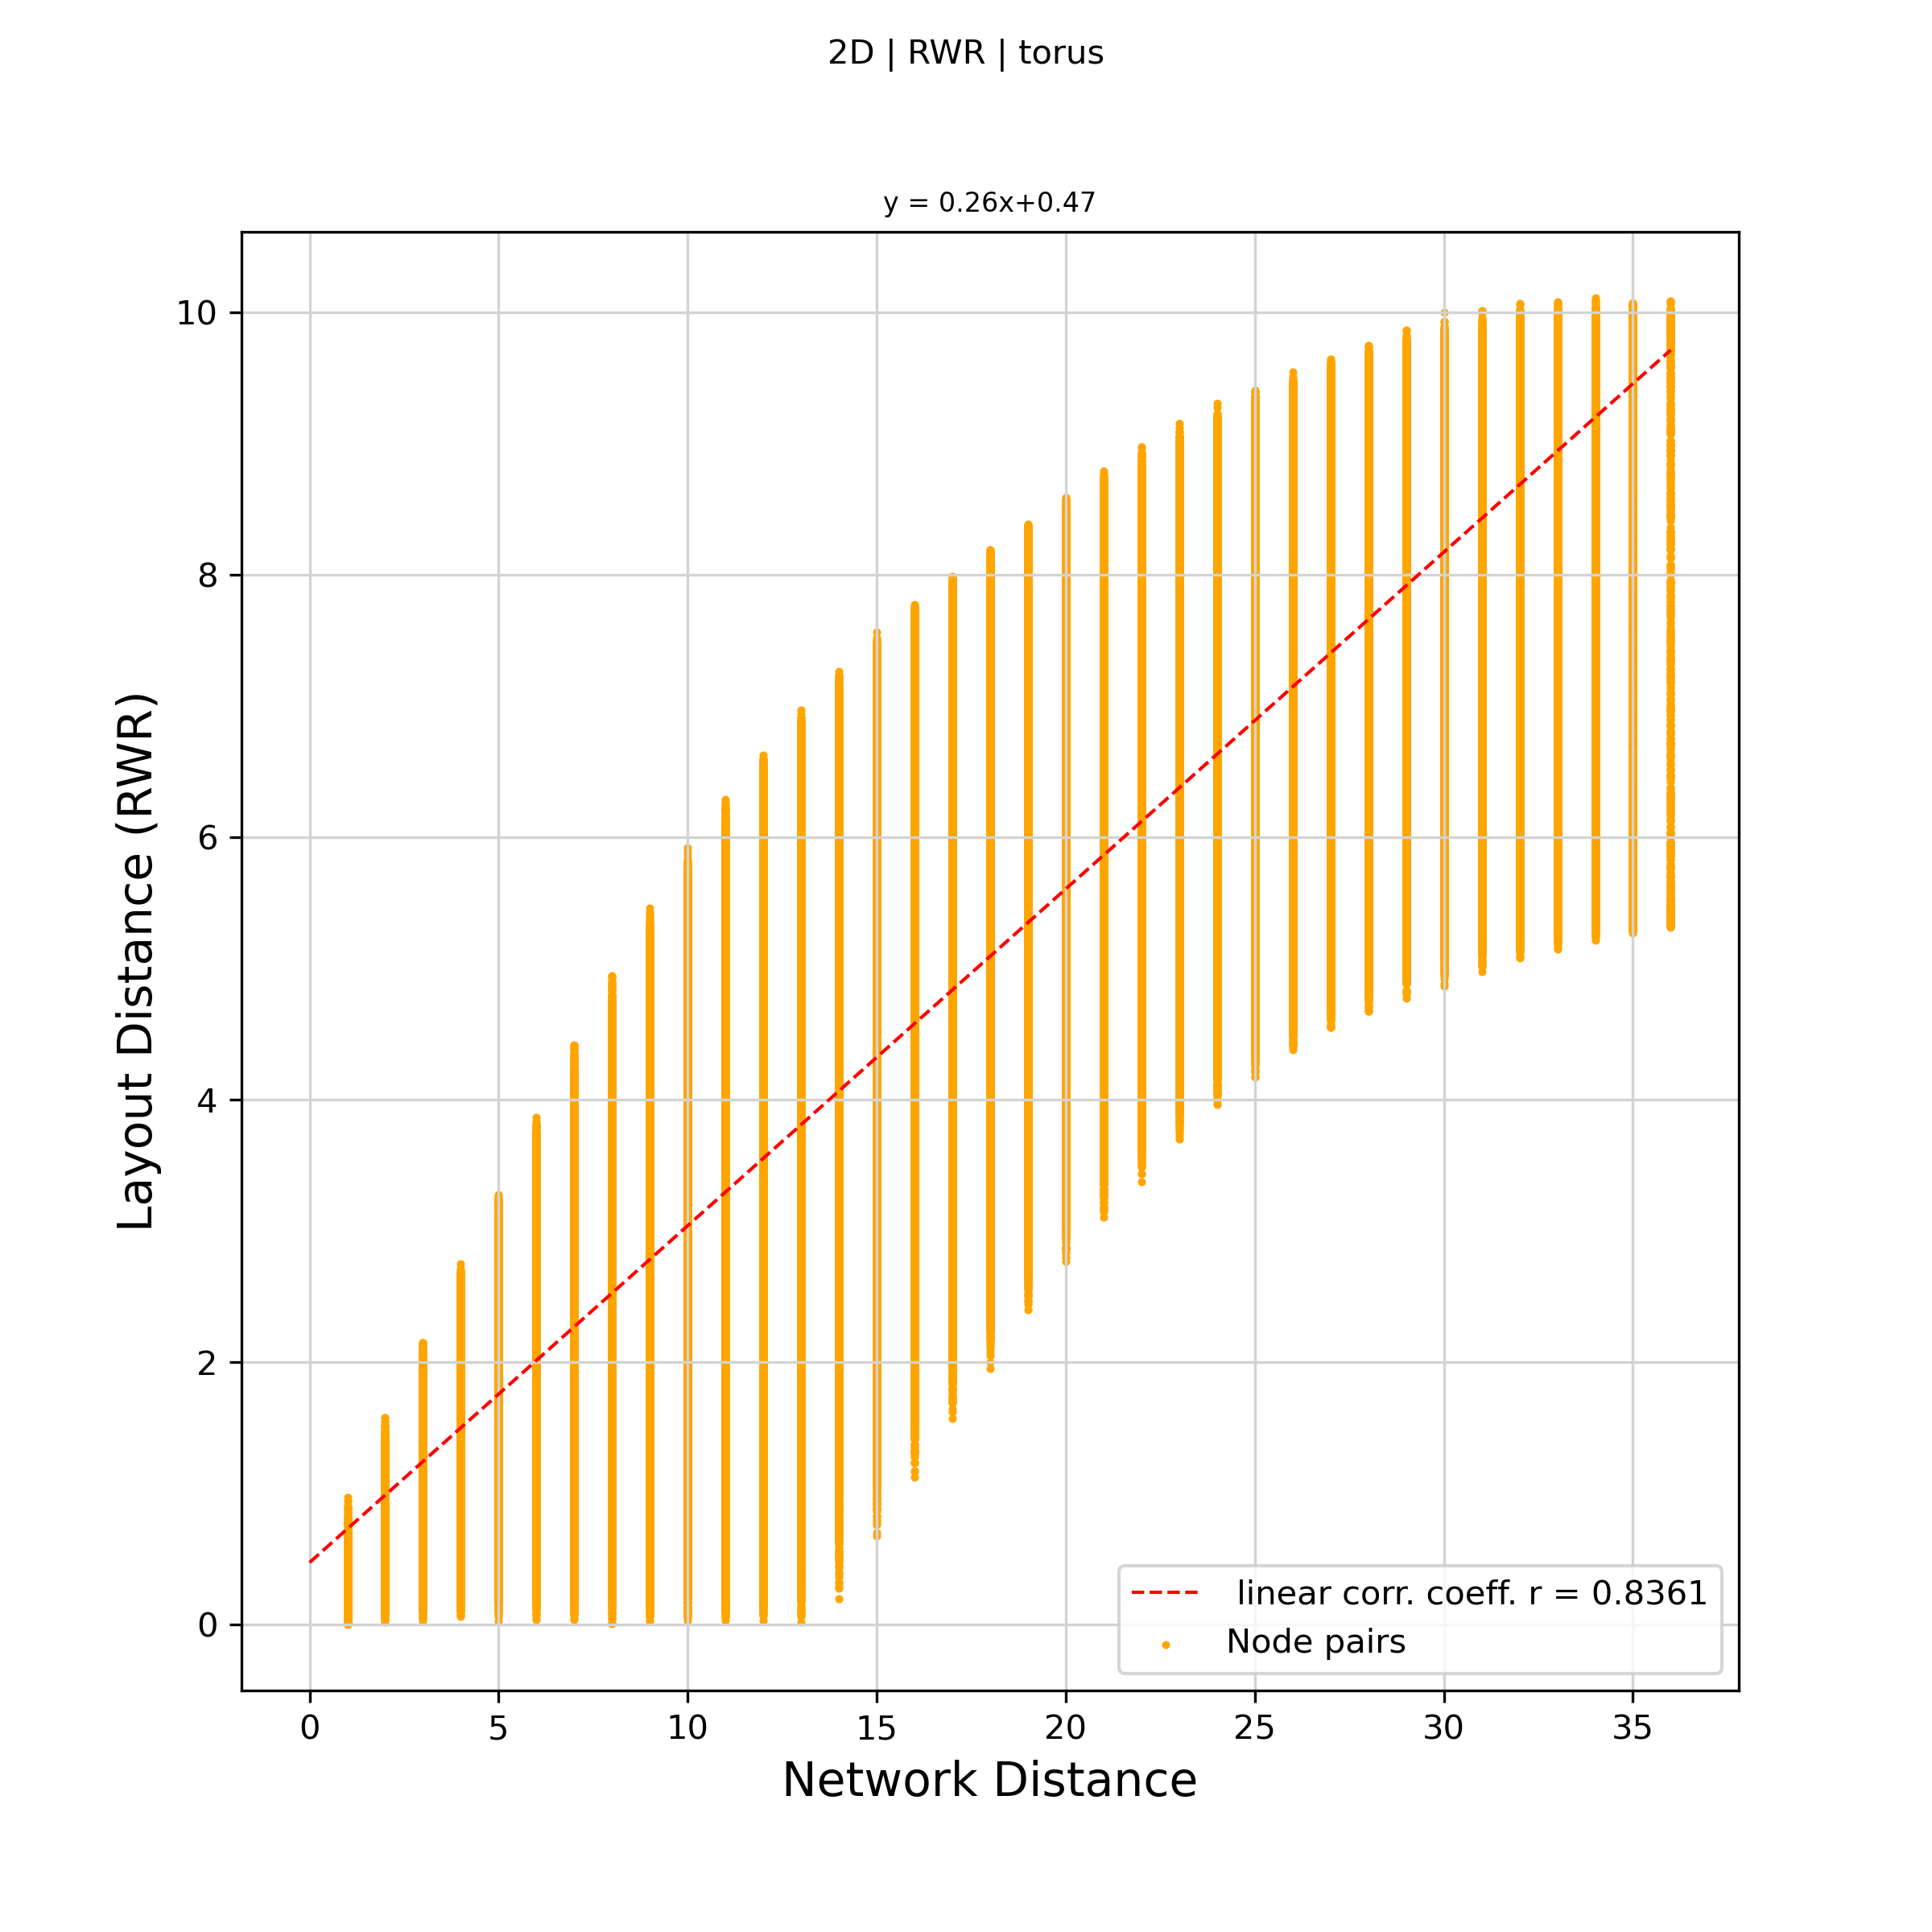 2D | RWR | torus
y = 0.26x+0.47
Layout Distance (RWR)
10
8
6
4
2
0
linear corr. coeff. r = 0.8361
Node pairs
0 5 10 15 20 25 30 35
Network Distance